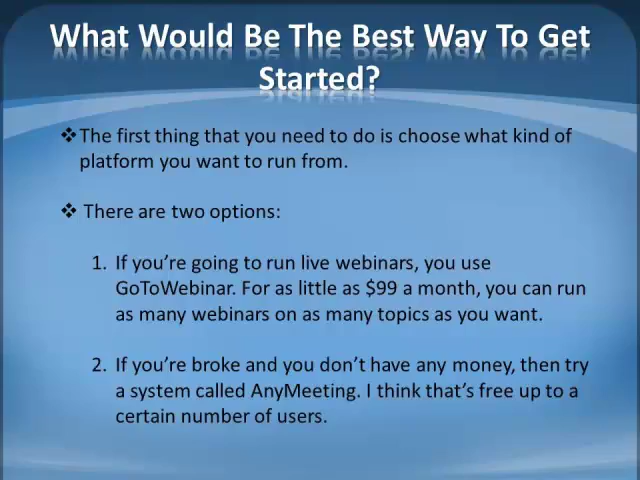 What Would Be The Best Way To Get
Started?
❖The first thing that you need to do is choose what kind of
platform you want to run from.
❖ There are two options:
1. If you’re going to run live webinars, you use
GoToWebinar. For as little as $99 a month, you can run
as many webinars on as many topics as you want.
2. If you’re broke and you don’t have any money, then try
a system called AnyMeeting. I think that’s free up to a
certain number of users.